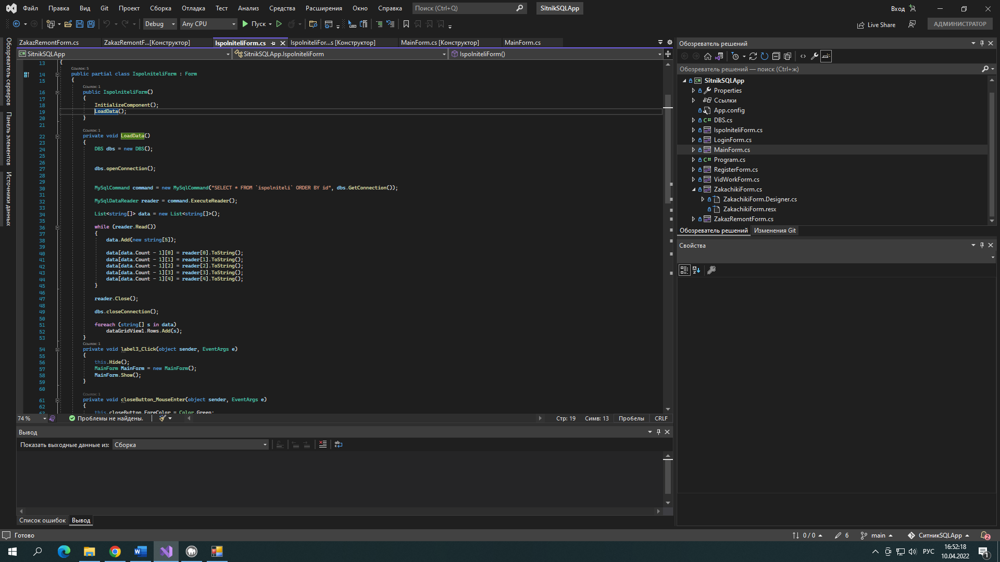 Файл Правка Вид Git Проект Сборка Отладка Тест Анализ Средства Расширения Окно Справка Поиск (Ctrl+Q) SitnikSQLApp Вход
Debug Any CPU Пуск Live Share АДМИНИСТРАТОР
Обозреватель серверов
Панель элементов
Источники данных
ZakazRemontForm.cs ZakazRemontF...[Конструктор] IspolniteliForm.cs IspolniteliFor...s [Конструктор] MainForm.cs [Конструктор] MainForm.cs
SitnikSQLApp SitnikSQLApp.IspolniteliForm IspolniteliForm()
13 {
Ссылок: 5
14 public partial class IspolniteliForm : Form
15 {
Ссылок: 1
16 public IspolniteliForm()
17 {
18 InitializeComponent();
19 LoadData();
20 }
21
Ссылок: 1
22 private void LoadData()
23 {
24 DBS dbs = new DBS();
25
26
27 dbs.openConnection();
28
29
30 MySqlCommand command = new MySqlCommand("SELECT * FROM `ispolniteli` ORDER BY id", dbs.GetConnection());
31
32 MySqlDataReader reader = command.ExecuteReader();
33
34 List<string[]> data = new List<string[]>();
35
36 while (reader.Read())
37 {
38 data.Add(new string[5]);
39
40 data[data.Count - 1][0] = reader[0].ToString();
41 data[data.Count - 1][1] = reader[1].ToString();
42 data[data.Count - 1][2] = reader[2].ToString();
43 data[data.Count - 1][3] = reader[3].ToString();
44 data[data.Count - 1][4] = reader[4].ToString();
45 }
46
47 reader.Close();
48
49 dbs.closeConnection();
50
51 foreach (string[] s in data)
52 dataGridView1.Rows.Add(s);
53 }
Ссылок: 1
54 private void label3_Click(object sender, EventArgs e)
55 {
56 this.Hide();
57 MainForm MainForm = new MainForm();
58 MainForm.Show();
59 }
60
Ссылок: 1
61 private void closeButton_MouseEnter(object sender, EventArgs e)
62 {
63 this.closeButton.ForeColor = Color.Green;
74 % Проблемы не найдены. Стр: 19 Симв: 13 Пробелы CRLF
Вывод
Показать выходные данные из: Сборка
Список ошибок Вывод
Обозреватель решений
Обозреватель решений — поиск (Ctrl+ж)
SitnikSQLApp
Properties
Ссылки
App.config
DBS.cs
IspolniteliForm.cs
LoginForm.cs
MainForm.cs
Program.cs
RegisterForm.cs
VidWorkForm.cs
ZakachikiForm.cs
ZakachikiForm.Designer.cs
ZakachikiForm.resx
ZakazRemontForm.cs
Обозреватель решений Изменения Git
Свойства
Готово 0 / 0 6 main СитникSQLApp 2
РУС 16:52:18
10.04.2022 1